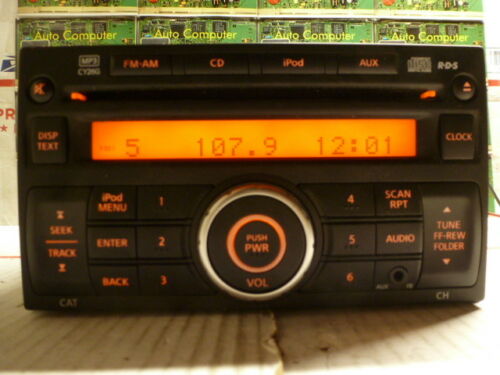 Auto Computer Auto Computer Auto Computer Auto Computer
MP3
CY28G
FM-AM CD iPod AUX
R·D·S
DISP
TEXT
5 107.9 12:01
CLOCK
SEEK
TRACK
iPod
MENU
1
ENTER
2
BACK
3
PUSH
PWR
VOL
4
SCAN
RPT
5
AUDIO
6
AUX IN
TUNE
FF-REW
FOLDER
CAT
CH